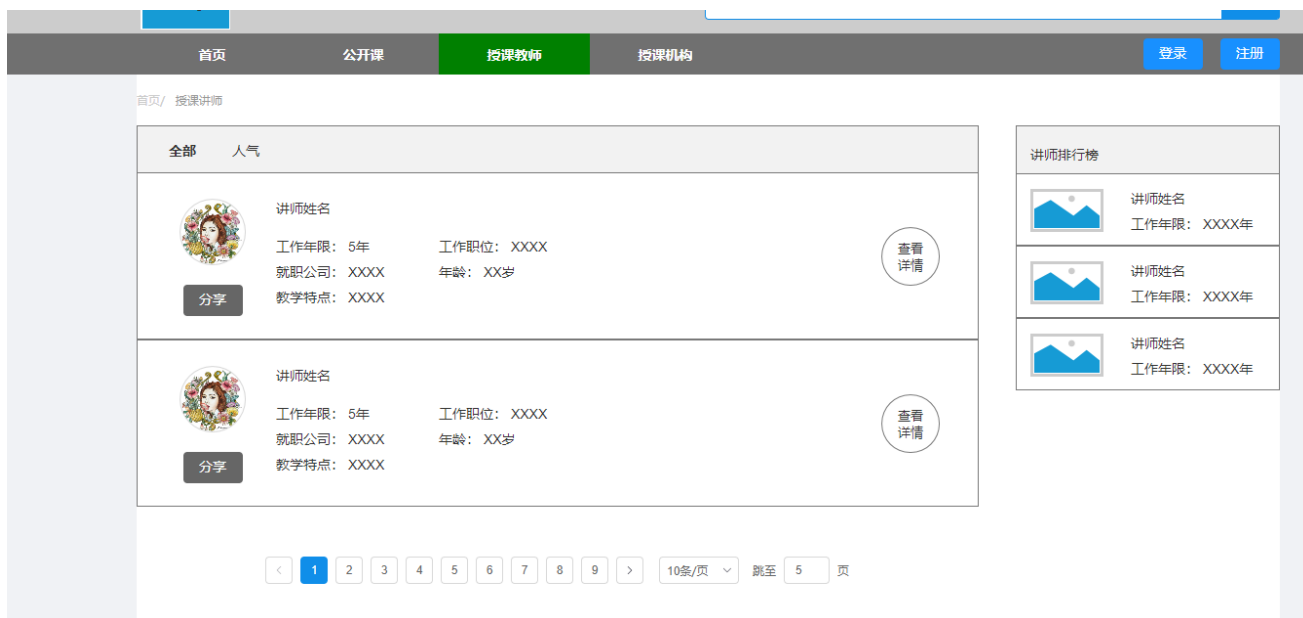 首页 公开课 授课教师 授课机构 登录 注册
首页/ 授课讲师
全部 人气
讲师姓名
工作年限： 5年 工作职位： XXXX
就职公司： XXXX 年龄： XX岁
教学特点： XXXX
分享
查看
详情
讲师姓名
工作年限： 5年 工作职位： XXXX
就职公司： XXXX 年龄： XX岁
教学特点： XXXX
分享
查看
详情
< 1 2 3 4 5 6 7 8 9 > 10条/页 跳至 5 页
讲师排行榜
讲师姓名
工作年限： XXXX年
讲师姓名
工作年限： XXXX年
讲师姓名
工作年限： XXXX年